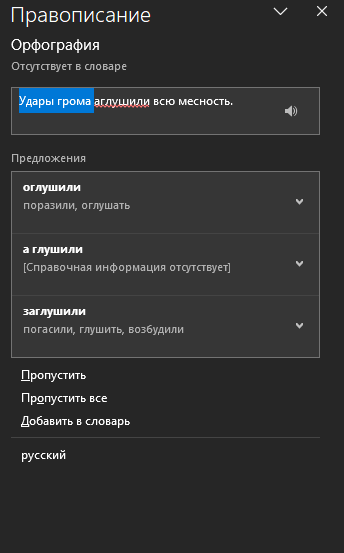 Правописание
Орфография
Отсутствует в словаре
Удары грома аглушили всю месность.
Предложения
оглушили
поразили, оглушать
а глушили
[Справочная информация отсутствует]
заглушили
погасили, глушить, возбудили
Пропустить
Пропустить все
Добавить в словарь
русский